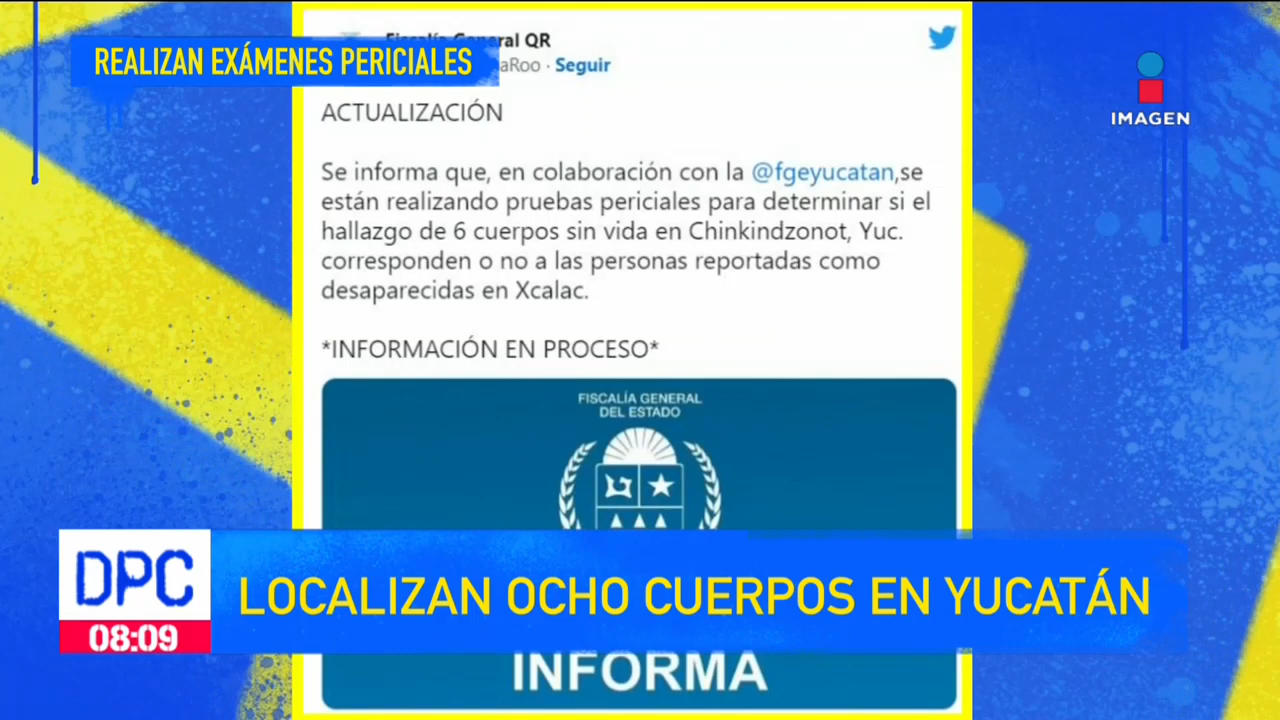 REALIZAN EXÁMENES PERICIALES
ral QR
aRoo · Seguir
IMAGEN
ACTUALIZACIÓN
Se informa que, en colaboración con la @fgeyucatan,se
están realizando pruebas periciales para determinar si el
hallazgo de 6 cuerpos sin vida en Chinkindzonot, Yuc.
corresponden o no a las personas reportadas como
desaparecidas en Xcalac.
*INFORMACIÓN EN PROCESO*
FISCALÍA GENERAL
DEL ESTADO
DPC
08:09
LOCALIZAN OCHO CUERPOS EN YUCATÁN
INFORMA